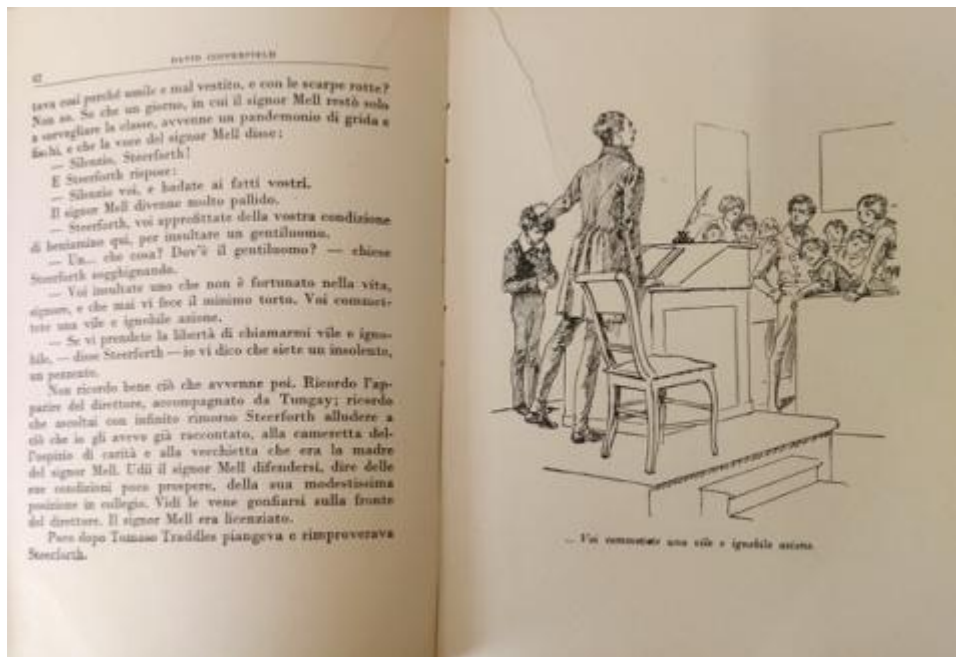 DAVID COPPERFIELD
tava così perché umile e mal vestito, e con le scarpe rotte?
Non so. So che un giorno, in cui il signor Mell restò solo
a sorvegliare la classe, avvenne un pandemonio di grida e
fischi, e che la voce del signor Mell disse:
— Silenzio, Steerforth!
E Steerforth rispose:
— Silenzio voi, e badate ai fatti vostri.
Il signor Mell divenne molto pallido.
— Steerforth, voi approfittate della vostra condizione
di beniamino qui, per insultare un gentiluomo.
— Un... che cosa? Dov'è il gentiluomo? — chiese
Steerforth sogghignando.
— Voi insultate uno che non è fortunato nella vita,
signore, e che mai vi fece il minimo torto. Voi commet-
tete una vile e ignobile azione.
— Se vi prendete la libertà di chiamarmi vile e igno-
bile, — disse Steerforth — io vi dico che siete un insolente,
un pezzente.
Non ricordo bene ciò che avvenne poi. Ricordo l'ap-
parire del direttore, accompagnato da Tungay; ricordo
che ascoltai con infinito rimorso Steerforth alludere a
ciò che io gli avevo già raccontato, alla cameretta del-
l'ospizio di carità e alla vecchietta che era la madre
del signor Mell. Udii il signor Mell difendersi, dire delle
sue condizioni poco prospere, della sua modestissima
posizione in collegio. Vidi le vene gonfiarsi sulla fronte
del direttore. Il signor Mell era licenziato.
Poco dopo Tomaso Traddles piangeva e rimproverava
Steerforth.
... Voi commettete una vile e ignobile azione.